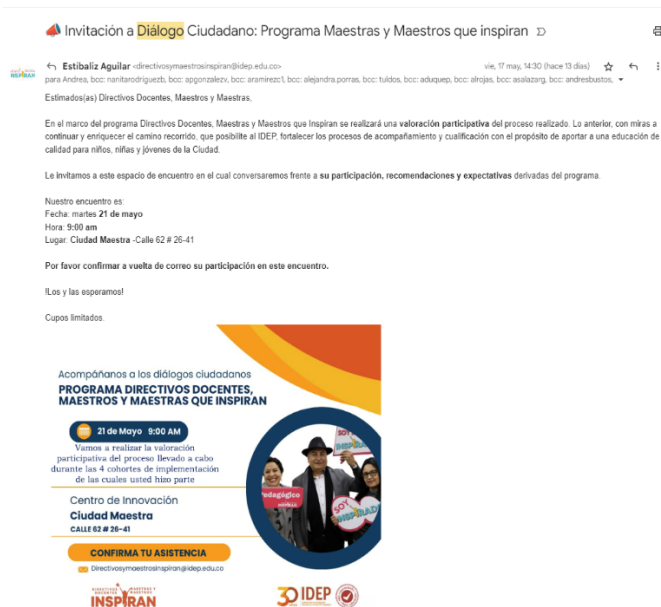 Invitación a Diálogo Ciudadano: Programa Maestras y Maestros que inspiran
Estibaliz Aguilar <directivosymaestrosinspiran@idep.edu.co>
vie, 17 may, 14:30 (hace 13 días)
para Andrea, bcc: nanitarodriguezb, bcc: apgonzalezv, bcc: aramirezc1, bcc: alejandra.porras, bcc: tuldos, bcc: aduquep, bcc: alrojas, bcc: asalazarg, bcc: andresbustos,
Estimados(as) Directivos Docentes, Maestros y Maestras,
En el marco del programa Directivos Docentes, Maestras y Maestros que Inspiran se realizará una valoración participativa del proceso realizado. Lo anterior, con miras a
continuar y enriquecer el camino recorrido, que posibilite al IDEP, fortalecer los procesos de acompañamiento y cualificación con el propósito de aportar a una educación de
calidad para niños, niñas y jóvenes de la Ciudad.
Le invitamos a este espacio de encuentro en el cual conversaremos frente a su participación, recomendaciones y expectativas derivadas del programa.
Nuestro encuentro es:
Fecha: martes 21 de mayo
Hora: 9:00 am
Lugar: Ciudad Maestra -Calle 62 # 26-41
Por favor confirmar a vuelta de correo su participación en este encuentro.
!Los y las esperamos!
Cupos limitados.
Acompáñanos a los diálogos ciudadanos
PROGRAMA DIRECTIVOS DOCENTES,
MAESTROS Y MAESTRAS QUE INSPIRAN
21 de Mayo 9:00 AM
Vamos a realizar la valoración
participativa del proceso llevado a cabo
durante las 4 cohortes de implementación
de las cuales usted hizo parte
Centro de Innovación
Ciudad Maestra
CALLE 62 # 26-41
CONFIRMA TU ASISTENCIA
Directivosymaestrosinspiran@idep.edu.co
SOY
Pedagógico
SOY
INSPIRAN
30 IDEP